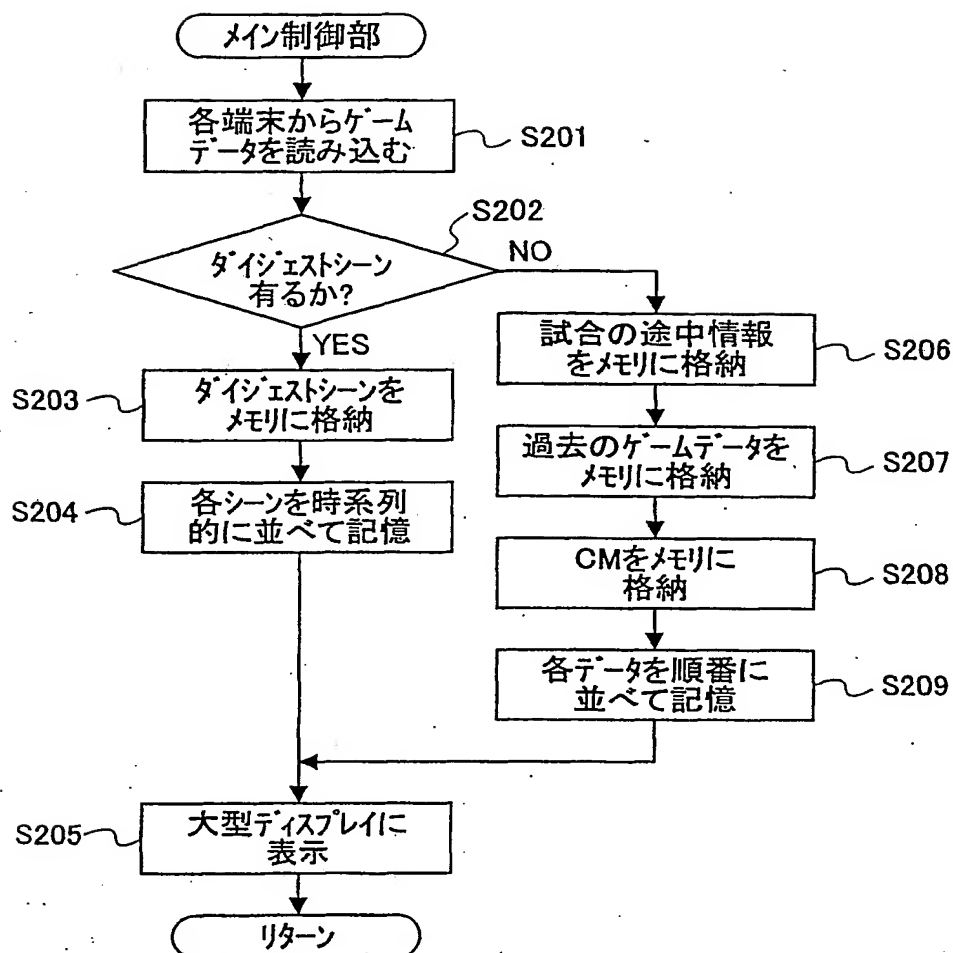 メイン制御部
各端末からゲーム
データを読み込む
S201
S202
ダイジェストシーン
有るか?
NO
YES
S203
ダイジェストシーンを
メモリに格納
S204
各シーンを時系列
的に並べて記憶
試合の途中情報
をメモリに格納
S206
過去のゲームデータを
メモリに格納
S207
CMをメモリに
格納
S208
各データを順番に
並べて記憶
S209
S205
大型ディスプレイに
表示
リターン